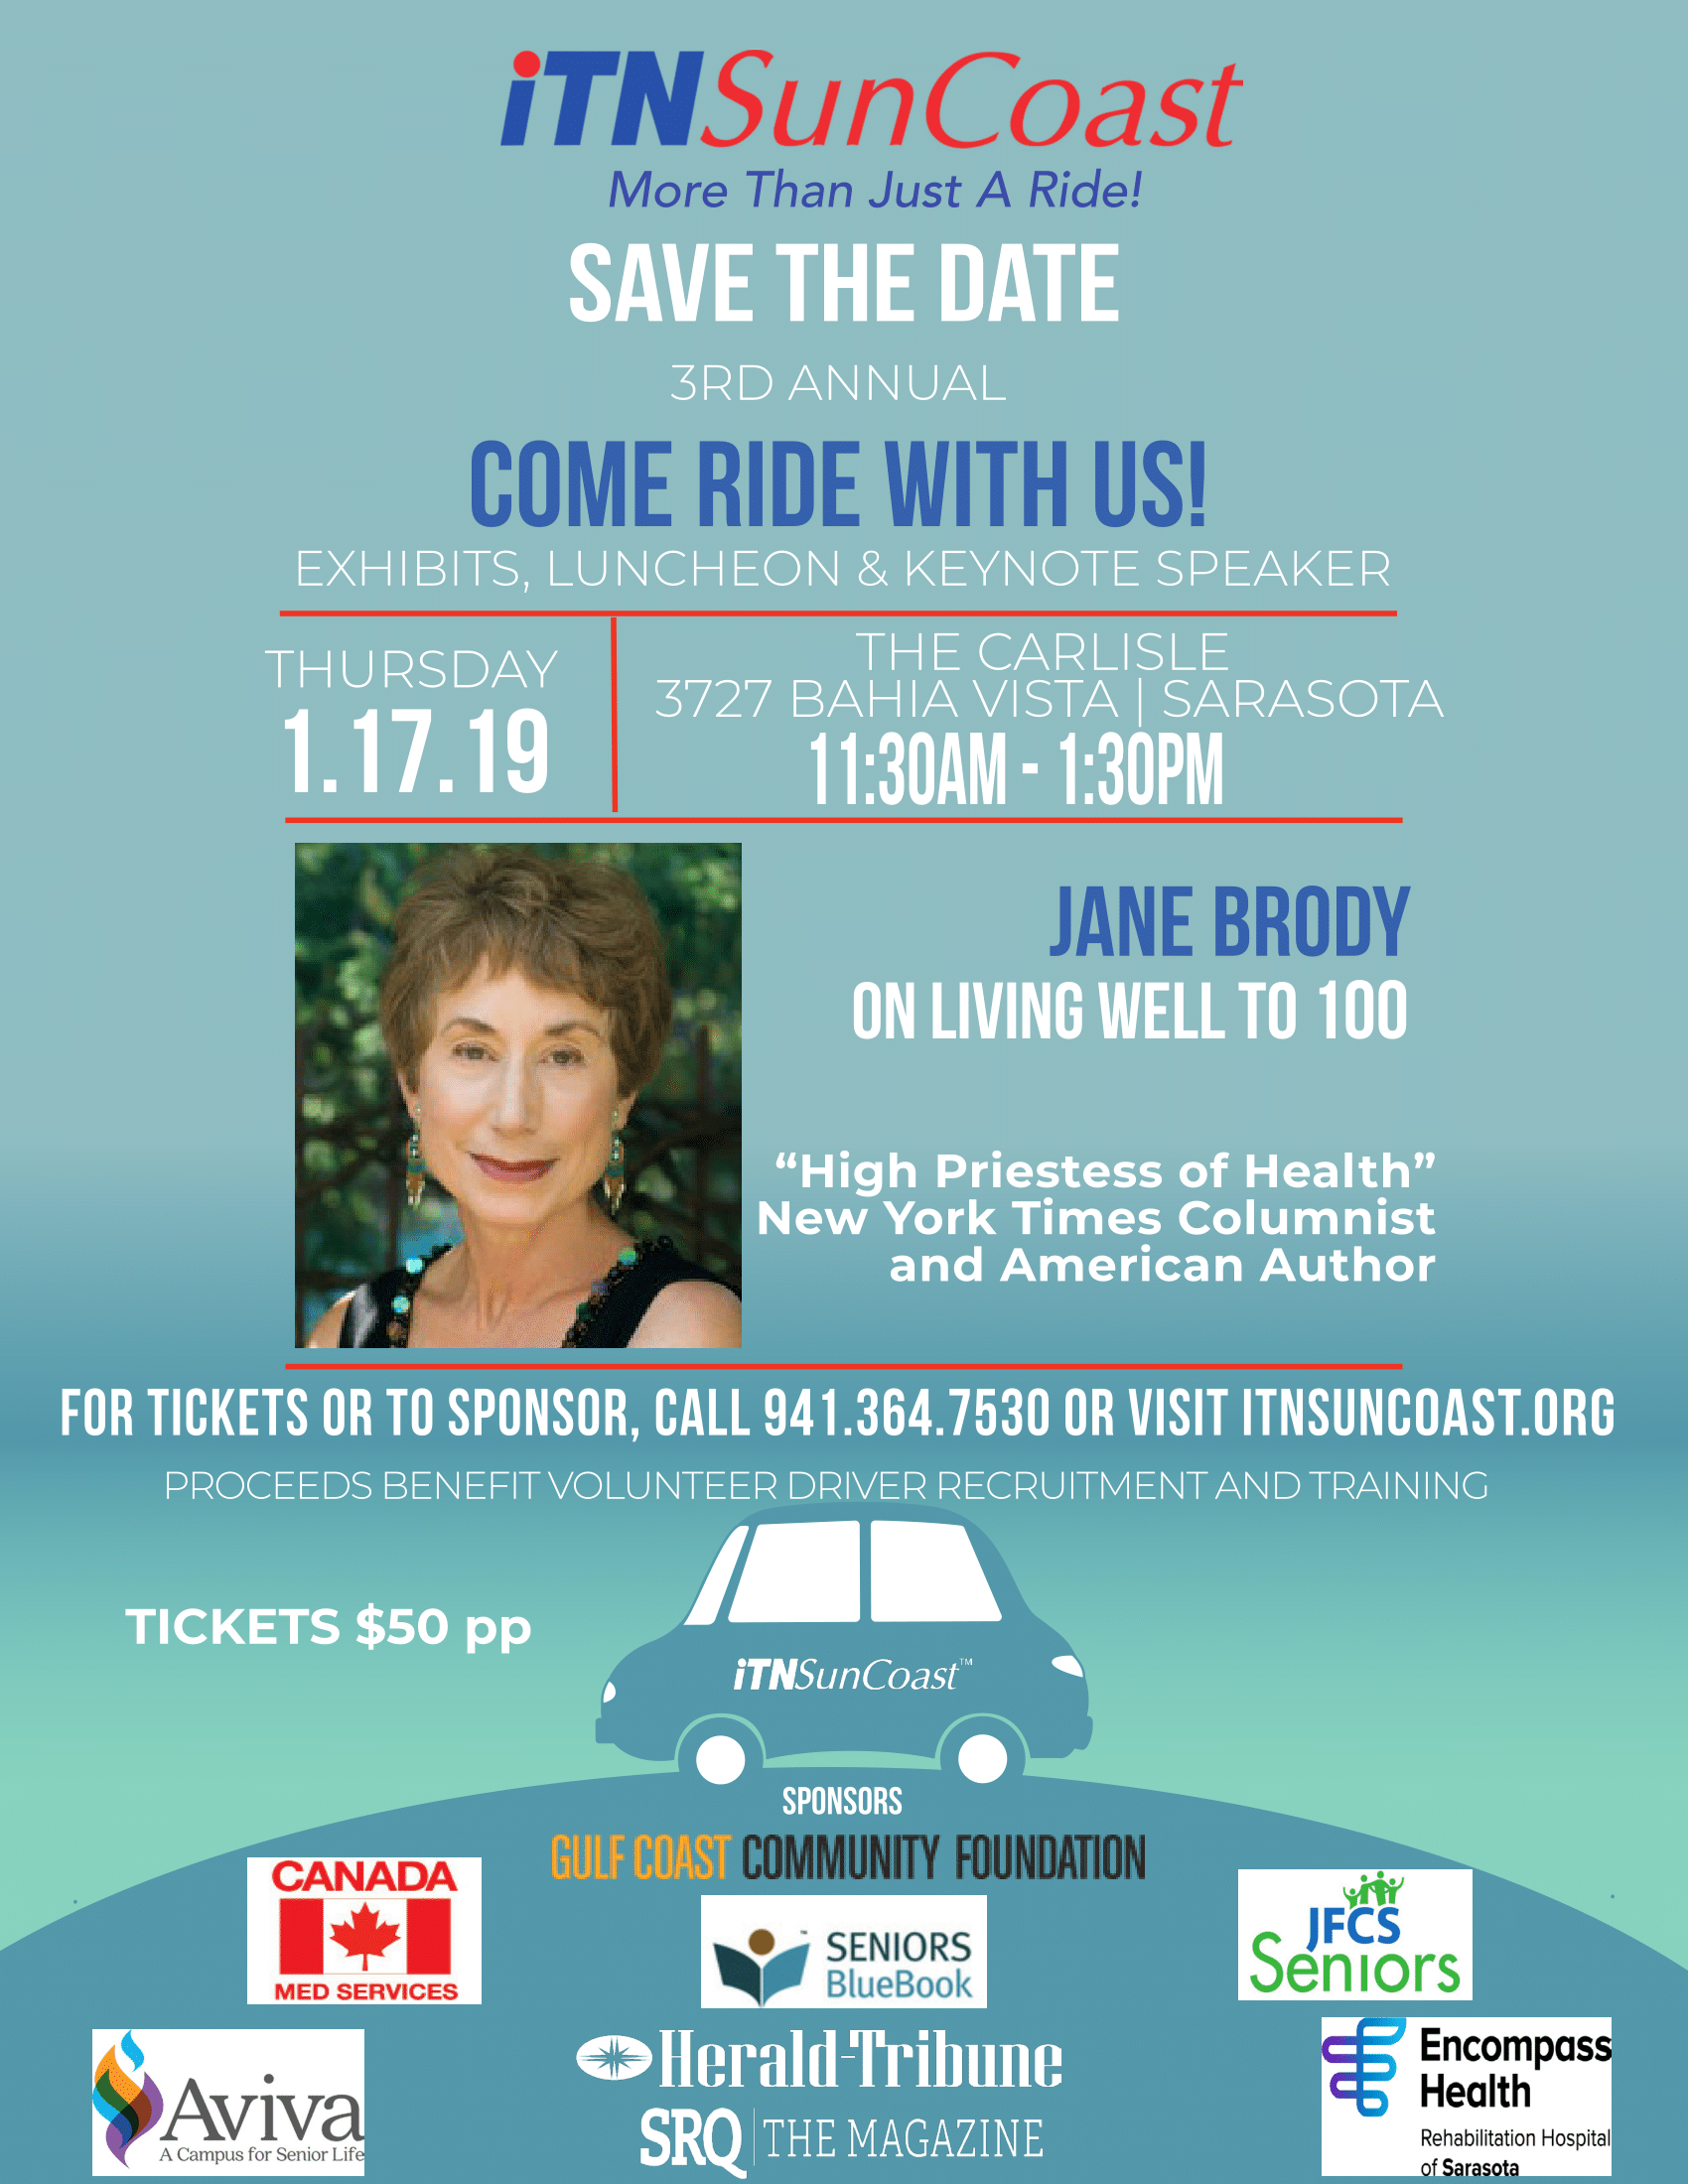 iTNSunCoast
More Than Just A Ride!
SAVE THE DATE
3RD ANNUAL
COME RIDE WITH US!
EXHIBITS, LUNCHEON & KEYNOTE SPEAKER
THURSDAY
1.17.19
THE CARLISLE
3727 BAHIA VISTA | SARASOTA
11:30AM - 1:30PM
JANE BRODY
ON LIVING WELL TO 100
“High Priestess of Health”
New York Times Columnist
and American Author
FOR TICKETS OR TO SPONSOR, CALL 941.364.7530 OR VISIT ITNSUNCOAST.ORG
PROCEEDS BENEFIT VOLUNTEER DRIVER RECRUITMENT AND TRAINING
TICKETS $50 pp
iTNSunCoast™
SPONSORS
GULF COAST COMMUNITY FOUNDATION
CANADA
MED SERVICES
SENIORS™
BlueBook
JFCS
Seniors
Aviva
A Campus for Senior Life
Herald-Tribune
SRQ | THE MAGAZINE
Encompass
Health
Rehabilitation Hospital
of Sarasota